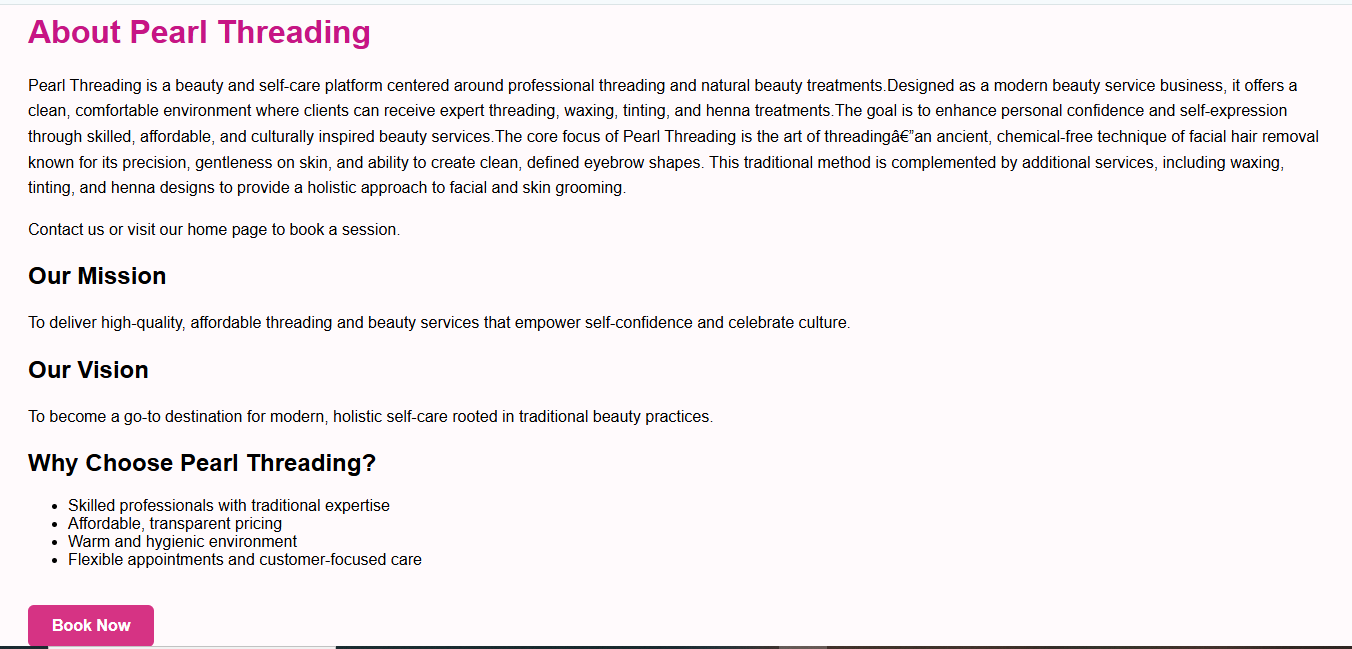 About Pearl Threading
Pearl Threading is a beauty and self-care platform centered around professional threading and natural beauty treatments.Designed as a modern beauty service business, it offers a
clean, comfortable environment where clients can receive expert threading, waxing, tinting, and henna treatments.The goal is to enhance personal confidence and self-expression
through skilled, affordable, and culturally inspired beauty services.The core focus of Pearl Threading is the art of threadingâ€”an ancient, chemical-free technique of facial hair removal
known for its precision, gentleness on skin, and ability to create clean, defined eyebrow shapes. This traditional method is complemented by additional services, including waxing,
tinting, and henna designs to provide a holistic approach to facial and skin grooming.
Contact us or visit our home page to book a session.
Our Mission
To deliver high-quality, affordable threading and beauty services that empower self-confidence and celebrate culture.
Our Vision
To become a go-to destination for modern, holistic self-care rooted in traditional beauty practices.
Why Choose Pearl Threading?
• Skilled professionals with traditional expertise
• Affordable, transparent pricing
• Warm and hygienic environment
• Flexible appointments and customer-focused care
Book Now